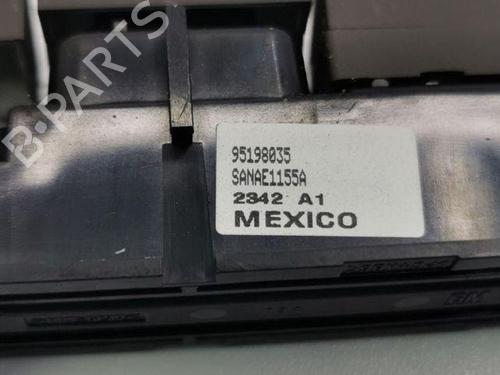 B-PARTS
95198035
SANAE1155A
2342 A1
MEXICO